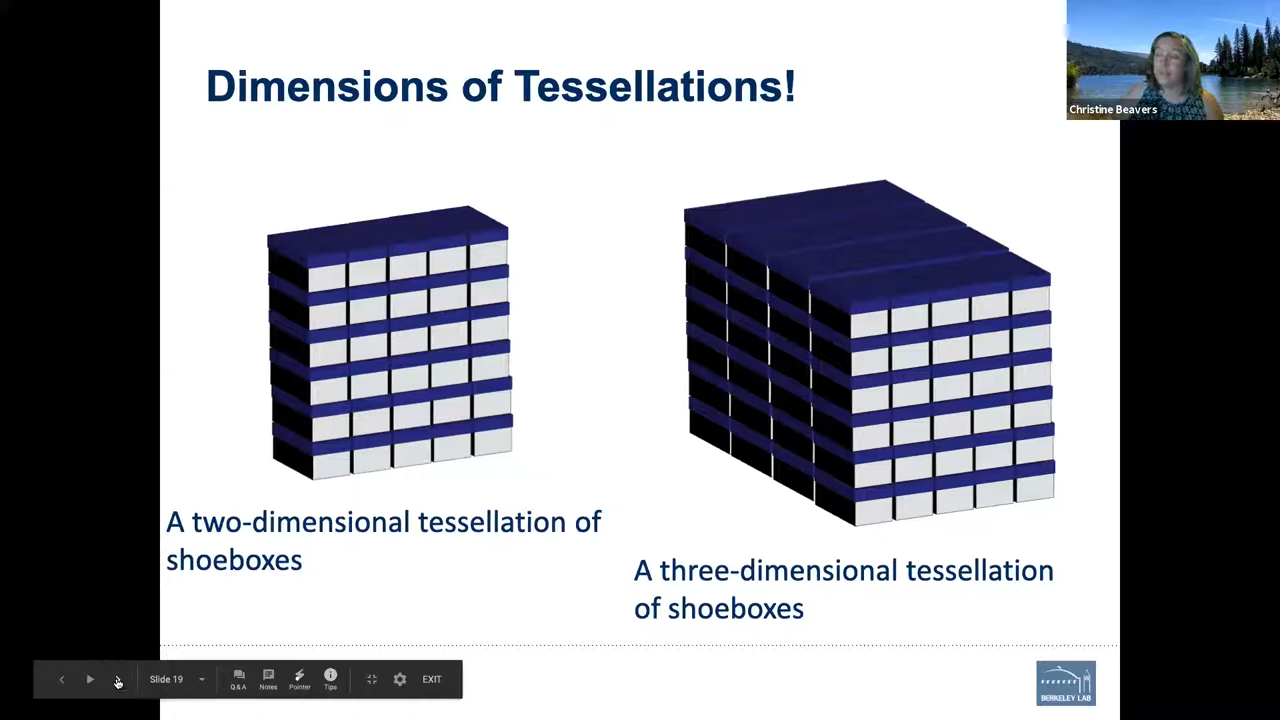 Dimensions of Tessellations!
Christine Beavers
A two-dimensional tessellation of
shoeboxes
A three-dimensional tessellation
of shoeboxes
Slide 19
Q&A
Notes
Pointer
Tips
EXIT
BERKELEY LAB